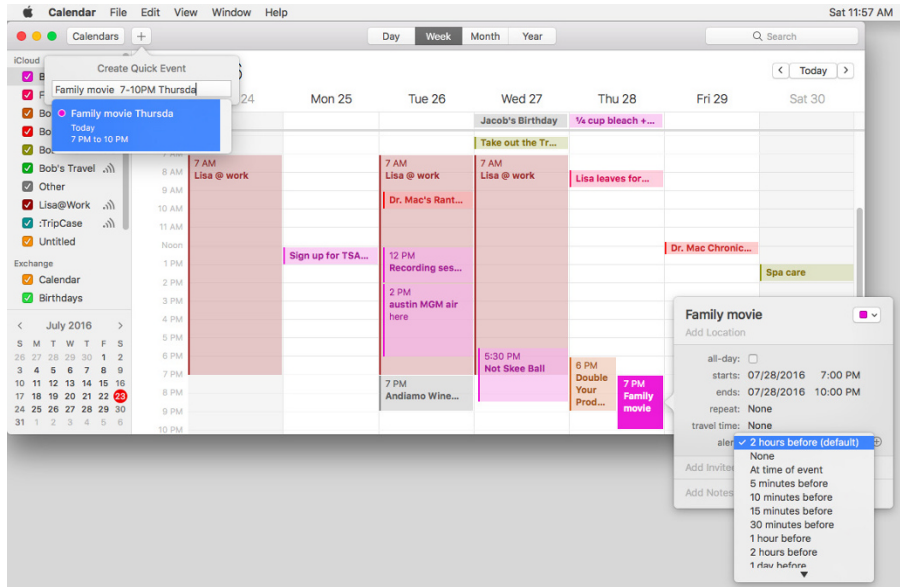 Calendar File Edit View Window Help Sat 11:57 AM
Calendars + Day Week Month Year Search
iCloud
Create Quick Event
Family movie 7-10PM Thursda
Family movie Thursda
Today
7 PM to 10 PM
< Today >
24 Mon 25 Tue 26 Wed 27 Thu 28 Fri 29 Sat 30
Jacob's Birthday ¼ cup bleach +...
Take out the Tr...
B
F
Bo
Bo
Bo
Bob's Travel
Other
Lisa@Work
:TripCase
Untitled
Exchange
Calendar
Birthdays
< July 2016 >
S M T W T F S
26 27 28 29 30 1 2
3 4 5 6 7 8 9
10 11 12 13 14 15 16
17 18 19 20 21 22 23
24 25 26 27 28 29 30
31 1 2 3 4 5 6
7 AM
8 AM
9 AM
10 AM
11 AM
Noon
1 PM
2 PM
3 PM
4 PM
5 PM
6 PM
7 PM
8 PM
9 PM
10 PM
7 AM
Lisa @ work
Sign up for TSA...
7 AM
Lisa @ work
Dr. Mac's Rant...
12 PM
Recording ses...
2 PM
austin MGM air
here
7 PM
Andiamo Wine...
7 AM
Lisa @ work
5:30 PM
Not Skee Ball
Lisa leaves for...
6 PM
Double
Your
Prod...
7 PM
Family
movie
Dr. Mac Chronic...
Spa care
Family movie
Add Location
all-day:
starts: 07/28/2016 7:00 PM
ends: 07/28/2016 10:00 PM
repeat: None
travel time: None
aler
Add Invite
Add Notes
✓ 2 hours before (default)
None
At time of event
5 minutes before
10 minutes before
15 minutes before
30 minutes before
1 hour before
2 hours before
1 day before